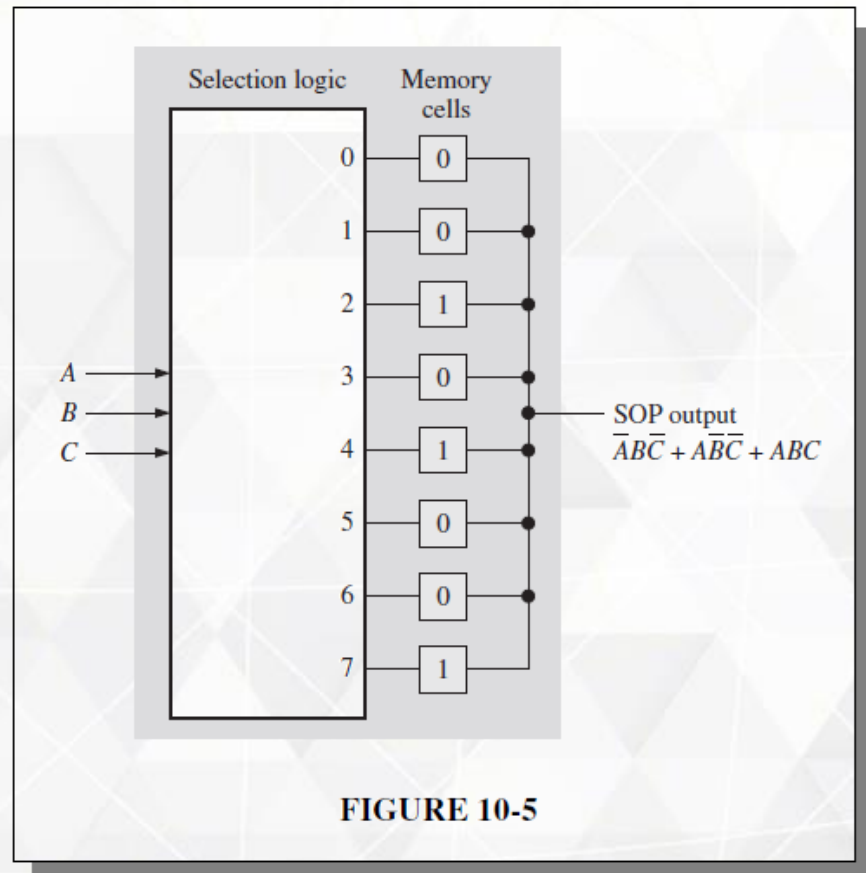 Selection logic
Memory
cells
0 0
1 0
2 1
A
3 0
B
SOP output
C
4 1
A̅BC̅ + AB̅C̅ + ABC
5 0
6 0
7 1
FIGURE 10-5